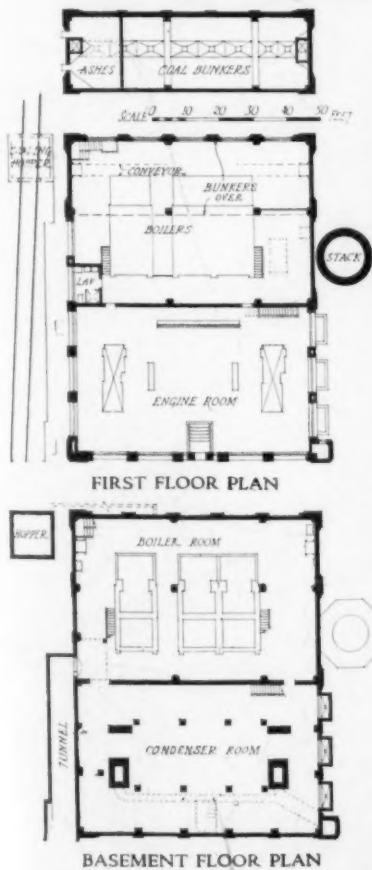 ASHES COAL BUNKERS
SCALE 0 10 20 30 40 50 FEET
HOPPER
CONVEYOR
BUNKERS
OVER
BOILERS
STACK
LAV
ENGINE ROOM
FIRST FLOOR PLAN
HOPPER
BOILER ROOM
TUNNEL
CONDENSER ROOM
BASEMENT FLOOR PLAN